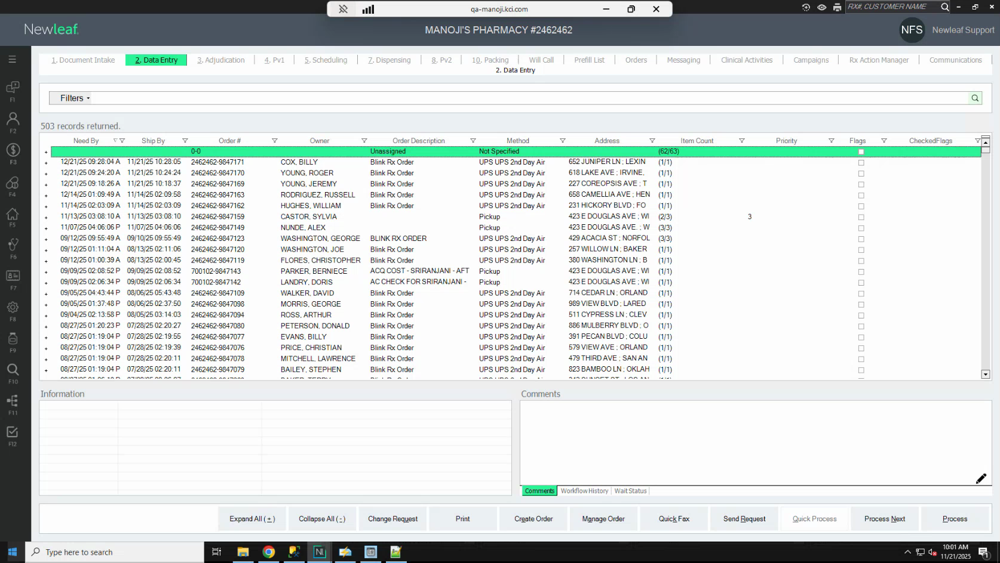 qa-manoji.kci.com
RX#, CUSTOMER NAME
Newleaf
MANOJI'S PHARMACY #2462462
NFS Newleaf Support
1. Document Intake 2. Data Entry 3. Adjudication 4. Pv1 5. Scheduling 7. Dispensing 8. Pv2 10. Packing Will Call Prefill List Orders Messaging Clinical Activities Campaigns Rx Action Manager Communications
2. Data Entry
Filters
503 records returned.
Need By Ship By Order # Owner Order Description Method Address Item Count Priority Flags CheckedFlags
0-0 Unassigned Not Specified (62/63)
12/21/25 09:28:04 A 11/21/25 10:28:05 2462462-9847171 COX, BILLY Blink Rx Order UPS UPS 2nd Day Air 652 JUNIPER LN ; LEXIN (1/1)
12/21/25 09:24:20 A 11/21/25 10:24:24 2462462-9847170 YOUNG, ROGER Blink Rx Order UPS UPS 2nd Day Air 618 LAKE AVE ; IRVINE, (1/1)
12/21/25 09:18:26 A 11/21/25 10:18:37 2462462-9847169 YOUNG, JEREMY Blink Rx Order UPS UPS 2nd Day Air 227 COREOPSIS AVE ; T (1/1)
12/14/25 01:09:49 A 11/14/25 02:09:58 2462462-9847163 RODRIGUEZ, RUSSELL Blink Rx Order UPS UPS 2nd Day Air 658 CAMELLIA AVE ; HEN (1/1)
11/14/25 02:03:09 A 11/14/25 02:03:09 2462462-9847162 HUGHES, WILLIAM Blink Rx Order UPS UPS 2nd Day Air 231 HICKORY BLVD ; FO (1/1)
11/13/25 03:08:10 A 11/13/25 03:08:10 2462462-9847159 CASTOR, SYLVIA Pickup 423 E DOUGLAS AVE ; WI (2/3) 3
11/07/25 04:06:06 P 11/07/25 04:06:06 2462462-9847149 NUNDE, ALEX Pickup 423 E DOUGLAS AVE. ; W (3/3)
09/12/25 09:55:49 A 09/10/25 09:55:49 2462462-9847123 WASHINGTON, GEORGE BLINK RX ORDER UPS UPS 2nd Day Air 429 ACACIA ST ; NORFOL (3/3)
09/12/25 01:11:04 A 08/13/25 02:11:06 2462462-9847120 WASHINGTON, JOE Blink Rx Order UPS UPS 2nd Day Air 257 WILLOW LN ; BAKER (1/1)
09/12/25 01:00:39 A 08/13/25 02:00:45 2462462-9847119 FLORES, CHRISTOPHER Blink Rx Order UPS UPS 2nd Day Air 380 WASHINGTON LN ; B (1/1)
09/09/25 02:08:52 P 09/09/25 02:08:52 700102-9847143 PARKER, BERNIECE ACQ COST - SRIRANJANI - AFT Pickup 423 E DOUGLAS AVE ; WI (1/1)
09/09/25 02:06:34 P 09/09/25 02:06:34 700102-9847142 LANDRY, DORIS AC CHECK FOR SRIRANJANI - Pickup 423 E DOUGLAS AVE ; WI (1/1)
09/05/25 04:43:44 P 08/06/25 05:43:48 2462462-9847109 WALKER, DAVID Blink Rx Order UPS UPS 2nd Day Air 714 CEDAR LN ; ORLAND (1/1)
09/05/25 01:37:48 P 08/06/25 02:37:50 2462462-9847098 MORRIS, GEORGE Blink Rx Order UPS UPS 2nd Day Air 989 VIEW BLVD ; LARED (1/1)
09/04/25 02:13:58 P 08/05/25 03:14:03 2462462-9847094 ROSS, ARTHUR Blink Rx Order UPS UPS 2nd Day Air 511 CYPRESS LN ; CLEV (1/1)
08/27/25 01:20:23 P 07/28/25 02:20:27 2462462-9847080 PETERSON, DONALD Blink Rx Order UPS UPS 2nd Day Air 886 MULBERRY BLVD ; O (1/1)
08/27/25 01:19:04 P 07/28/25 02:19:55 2462462-9847077 EVANS, BILLY Blink Rx Order UPS UPS 2nd Day Air 391 PECAN BLVD ; COLU (1/1)
08/27/25 01:19:04 P 07/28/25 02:19:39 2462462-9847076 PRICE, CHRISTIAN Blink Rx Order UPS UPS 2nd Day Air 579 VIEW AVE ; ORLAND (1/1)
08/27/25 01:19:04 P 07/28/25 02:20:11 2462462-9847078 MITCHELL, LAWRENCE Blink Rx Order UPS UPS 2nd Day Air 479 THIRD AVE ; SAN AN (1/1)
08/27/25 01:19:04 P 07/28/25 02:20:11 2462462-9847079 BAILEY, STEPHEN Blink Rx Order UPS UPS 2nd Day Air 823 BAMBOO LN ; OKLAH (1/1)
F1
F2
F3
F4
F5
F6
F7
F8
F9
F10
F11
F12
Information
Comments
Comments Workflow History Wait Status
Expand All (+) Collapse All (-) Change Request Print Create Order Manage Order Quick Fax Send Request Quick Process Process Next Process
Type here to search
Nl
10:01 AM
11/21/2025
1